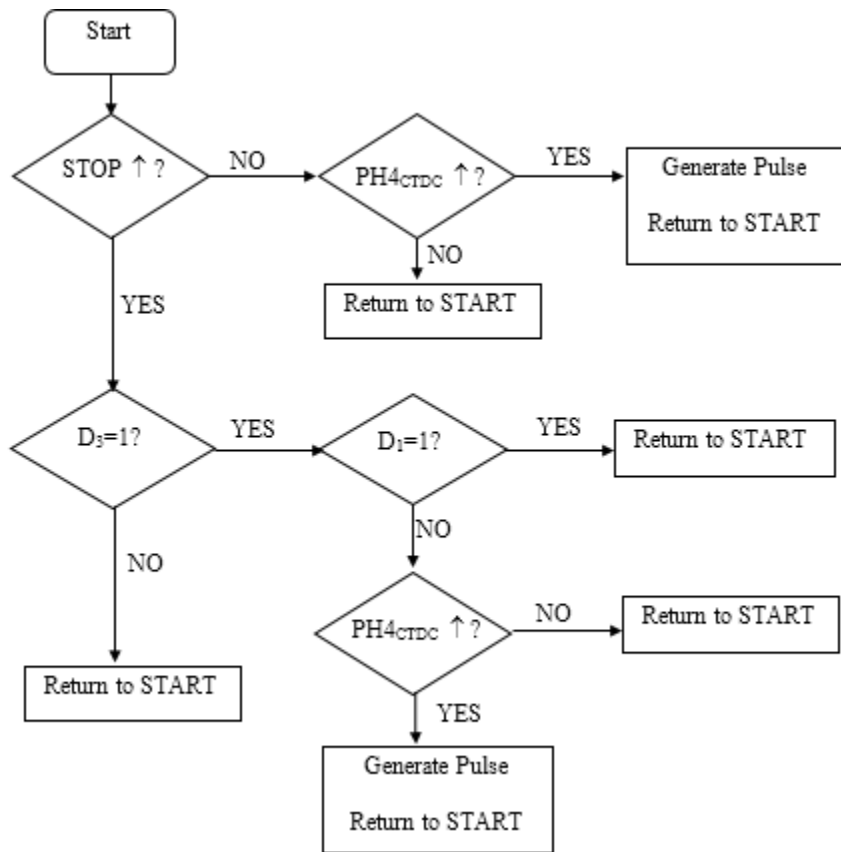 Start
STOP ↑ ?
NO
PH4CTDC ↑ ?
YES
Generate Pulse
Return to START
NO
Return to START
YES
D3=1?
YES
D1=1?
YES
Return to START
NO
NO
PH4CTDC ↑ ?
NO
Return to START
Return to START
YES
Generate Pulse
Return to START